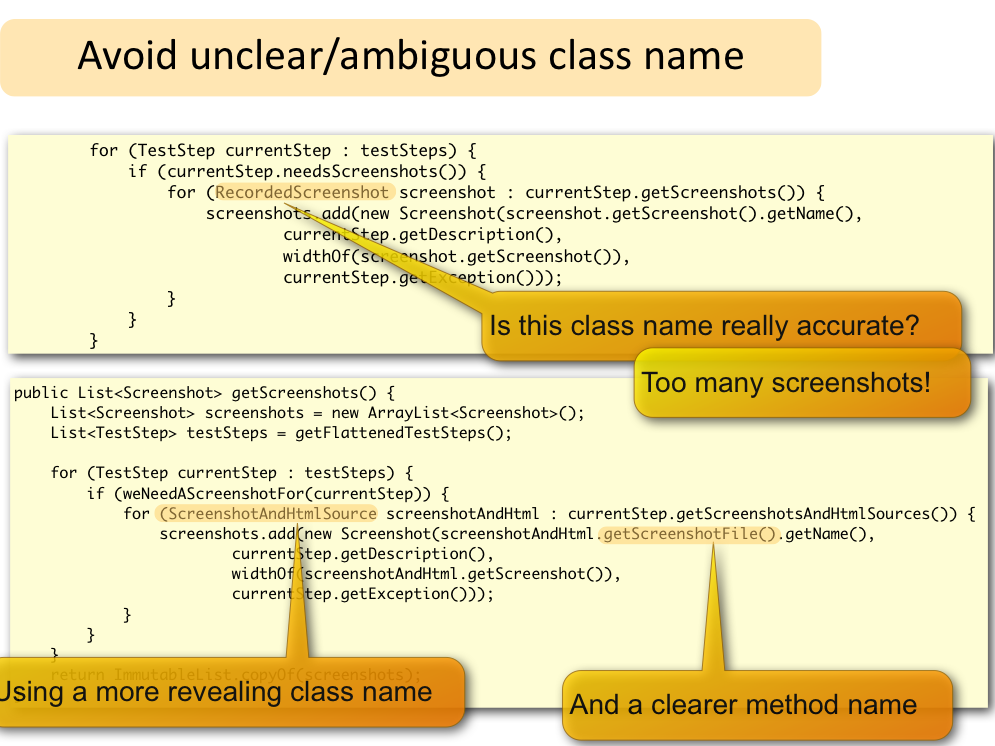 Avoid unclear/ambiguous class name
for (TestStep currentStep : testSteps) {
if (currentStep.needsScreenshots()) {
for (RecordedScreenshot screenshot : currentStep.getScreenshots()) {
screenshots.add(new Screenshot(screenshot.getScreenshot().getName(),
currentStep.getDescription(),
widthOf(screenshot.getScreenshot()),
currentStep.getException()));
}
}
}
Is this class name really accurate?
Too many screenshots!
public List<Screenshot> getScreenshots() {
List<Screenshot> screenshots = new ArrayList<Screenshot>();
List<TestStep> testSteps = getFlattenedTestSteps();
for (TestStep currentStep : testSteps) {
if (weNeedAScreenshotFor(currentStep)) {
for (ScreenshotAndHtmlSource screenshotAndHtml : currentStep.getScreenshotsAndHtmlSources()) {
screenshots.add(new Screenshot(screenshotAndHtml.getScreenshotFile().getName(),
currentStep.getDescription(),
widthOf(screenshotAndHtml.getScreenshot()),
currentStep.getException()));
}
}
}
return ImmutableList.copyOf(screenshots);
Using a more revealing class name
And a clearer method name